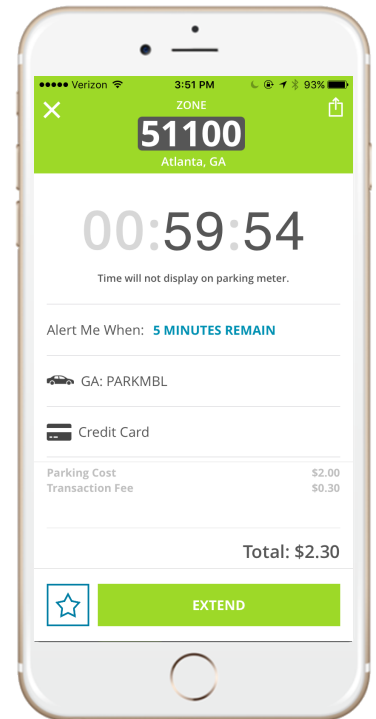 Verizon 3:51 PM 93%
ZONE
51100
Atlanta, GA
00:59:54
Time will not display on parking meter.
Alert Me When: 5 MINUTES REMAIN
GA: PARKMBL
Credit Card
Parking Cost $2.00
Transaction Fee $0.30
Total: $2.30
EXTEND